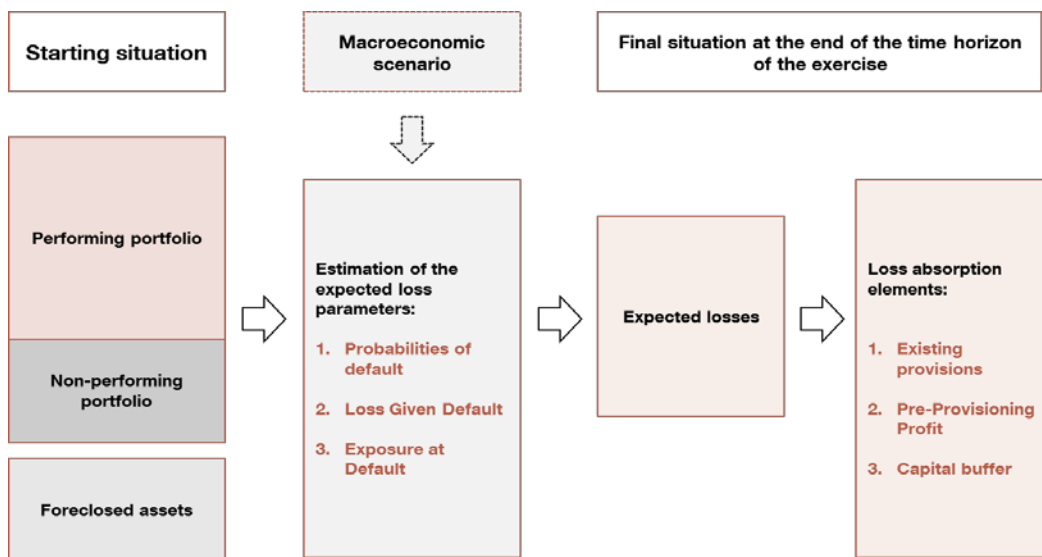 Starting situation
Macroeconomic
scenario
Final situation at the end of the time horizon
of the exercise
Performing portfolio
Non-performing
portfolio
Foreclosed assets
Estimation of the
expected loss
parameters:
1. Probabilities of
default
2. Loss Given Default
3. Exposure at
Default
Expected losses
Loss absorption
elements:
1. Existing
provisions
2. Pre-Provisioning
Profit
3. Capital buffer